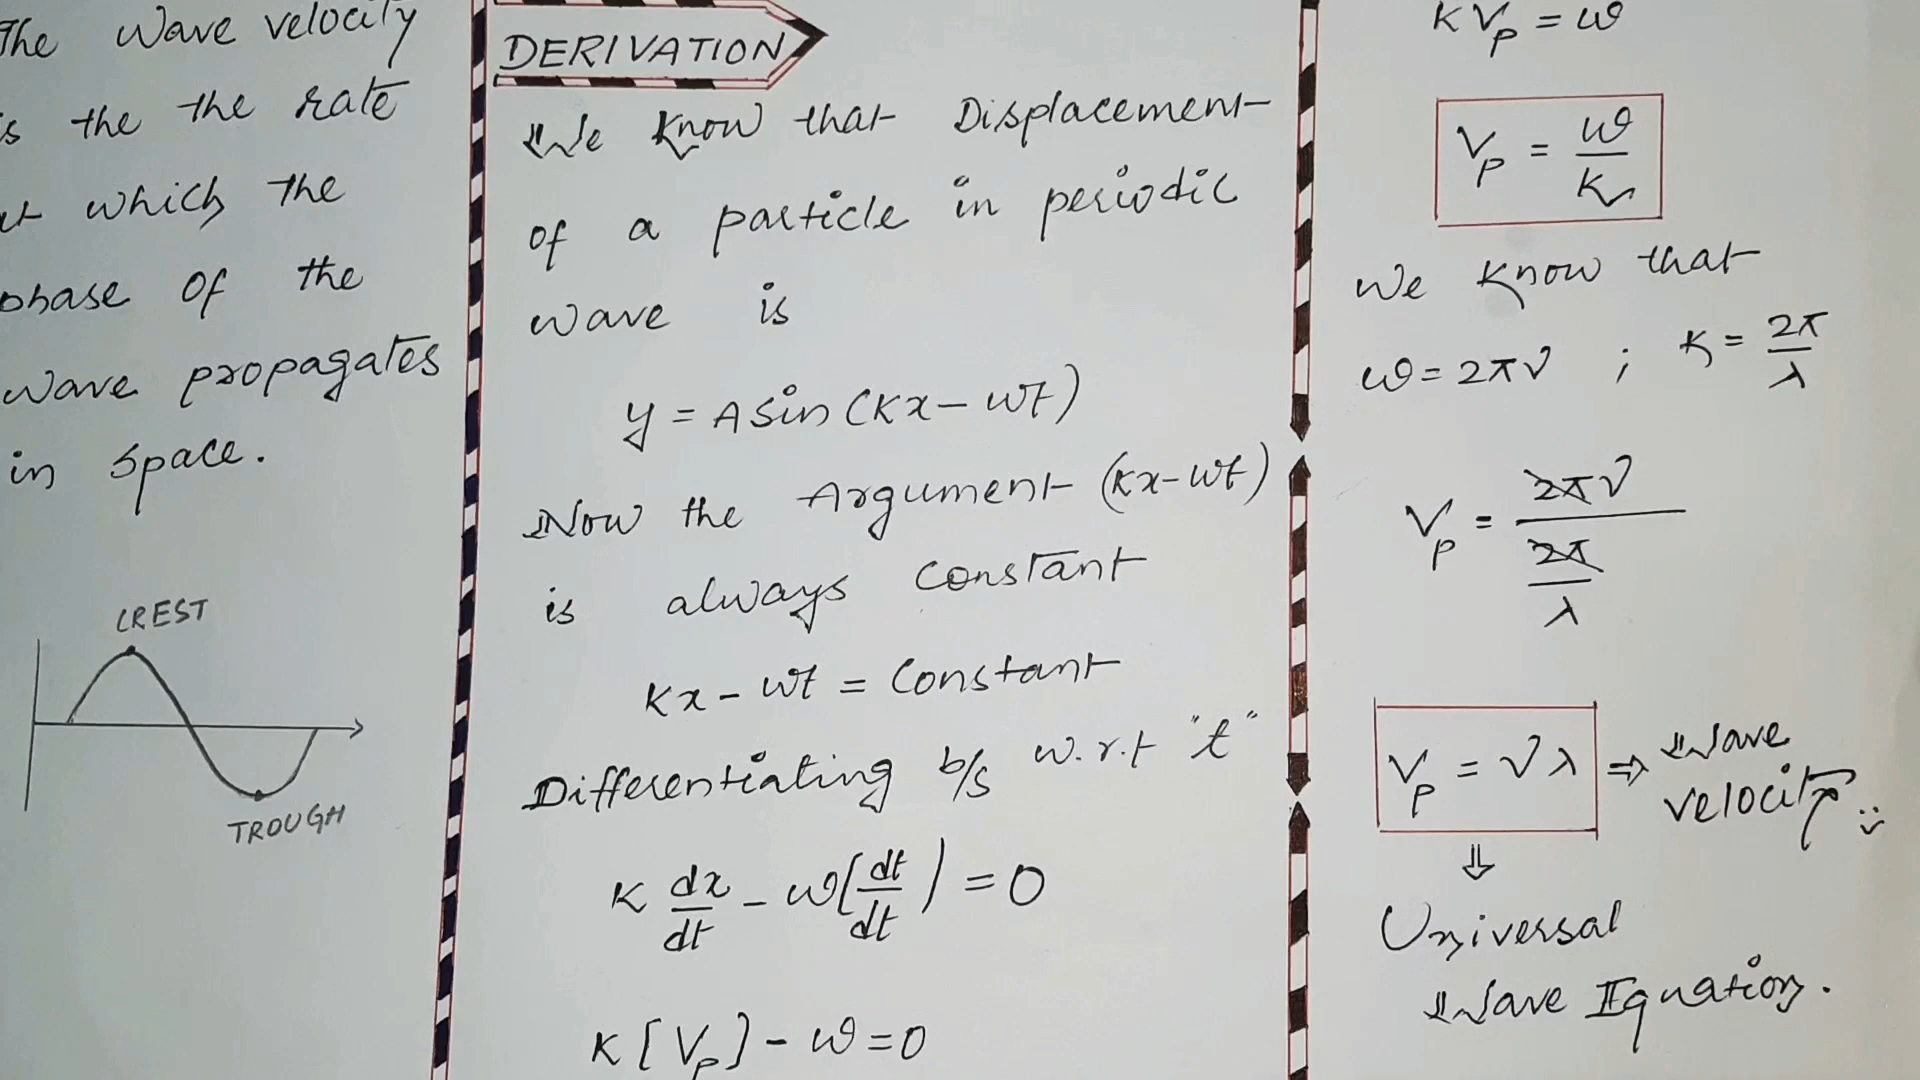 The wave velocity
is the the rate
at which the
phase of the
wave propagates
in space.
CREST
TROUGH
DERIVATION
We know that Displacement
of a particle in periodic
wave is
y = A sin (Kx - ωt)
Now the Argument (Kx - ωt)
is always constant
Kx - ωt = Constant
Differentiating b/s w.r.t "t"
K dx/dt - ω(dt/dt) = 0
K [Vp] - ω = 0
K Vp = ω
Vp = ω/K
We know that
ω = 2πν ; K = 2π/λ
Vp = 2πν / (2π/λ)
Vp = νλ ⇒ Wave
velocity
⇓
Universal
Wave Equation.